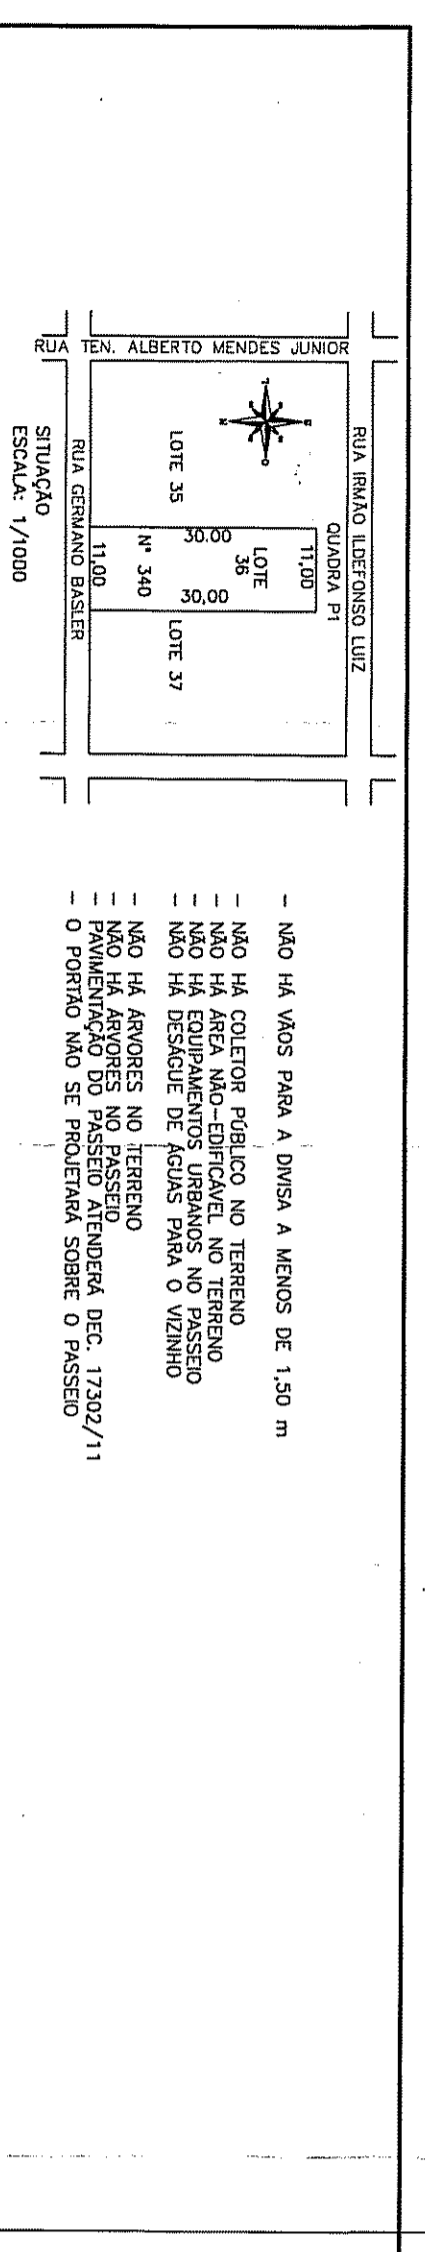 RUA IRMÃO ILDEFONSO LUIZ
QUADRA P1
11,00
LOTE
36
30.00
30,00
LOTE 35
LOTE 37
N° 340
11,00
RUA GERMANO BASLER
RUA TEN. ALBERTO MENDES JUNIOR
L
S
N
O
SITUAÇÃO
ESCALA: 1/1000
- NÃO HÁ VÃOS PARA A DIVISA A MENOS DE 1,50 m
- NÃO HÁ COLETOR PÚBLICO NO TERRENO
- NÃO HÁ ÁREA NÃO-EDIFICÁVEL NO TERRENO
- NÃO HÁ EQUIPAMENTOS URBANOS NO PASSEIO
- NÃO HÁ DESÁGUE DE ÁGUAS PARA O VIZINHO
- NÃO HÁ ÁRVORES NO TERRENO
- NÃO HÁ ÁRVORES NO PASSEIO
- PAVIMENTAÇÃO DO PASSEIO ATENDERÁ DEC. 17302/11
- O PORTÃO NÃO SE PROJETARÁ SOBRE O PASSEIO